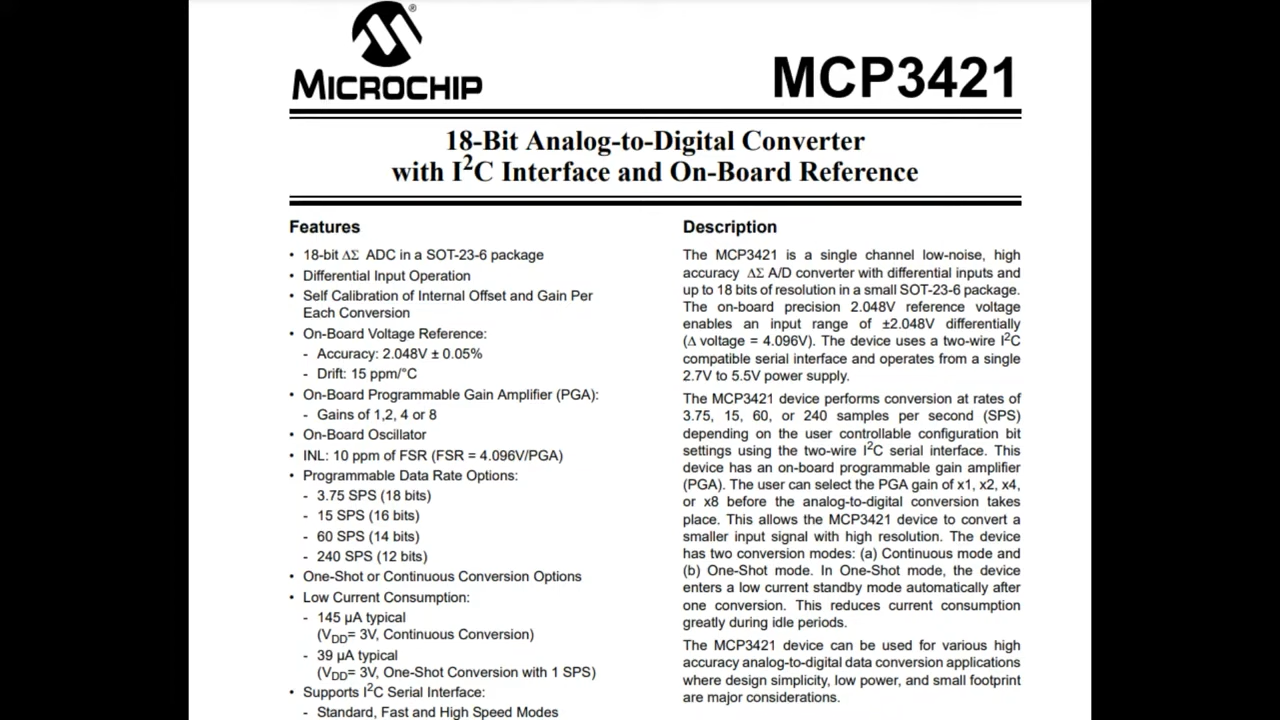 MICROCHIP ®
MCP3421
18-Bit Analog-to-Digital Converter
with I2C Interface and On-Board Reference
Features
• 18-bit ΔΣ ADC in a SOT-23-6 package
• Differential Input Operation
• Self Calibration of Internal Offset and Gain Per
Each Conversion
• On-Board Voltage Reference:
- Accuracy: 2.048V ± 0.05%
- Drift: 15 ppm/°C
• On-Board Programmable Gain Amplifier (PGA):
- Gains of 1,2, 4 or 8
• On-Board Oscillator
• INL: 10 ppm of FSR (FSR = 4.096V/PGA)
• Programmable Data Rate Options:
- 3.75 SPS (18 bits)
- 15 SPS (16 bits)
- 60 SPS (14 bits)
- 240 SPS (12 bits)
• One-Shot or Continuous Conversion Options
• Low Current Consumption:
- 145 µA typical
(VDD= 3V, Continuous Conversion)
- 39 µA typical
(VDD= 3V, One-Shot Conversion with 1 SPS)
• Supports I2C Serial Interface:
- Standard, Fast and High Speed Modes
Description
The MCP3421 is a single channel low-noise, high
accuracy ΔΣ A/D converter with differential inputs and
up to 18 bits of resolution in a small SOT-23-6 package.
The on-board precision 2.048V reference voltage
enables an input range of ±2.048V differentially
(Δ voltage = 4.096V). The device uses a two-wire I2C
compatible serial interface and operates from a single
2.7V to 5.5V power supply.
The MCP3421 device performs conversion at rates of
3.75, 15, 60, or 240 samples per second (SPS)
depending on the user controllable configuration bit
settings using the two-wire I2C serial interface. This
device has an on-board programmable gain amplifier
(PGA). The user can select the PGA gain of x1, x2, x4,
or x8 before the analog-to-digital conversion takes
place. This allows the MCP3421 device to convert a
smaller input signal with high resolution. The device
has two conversion modes: (a) Continuous mode and
(b) One-Shot mode. In One-Shot mode, the device
enters a low current standby mode automatically after
one conversion. This reduces current consumption
greatly during idle periods.
The MCP3421 device can be used for various high
accuracy analog-to-digital data conversion applications
where design simplicity, low power, and small footprint
are major considerations.